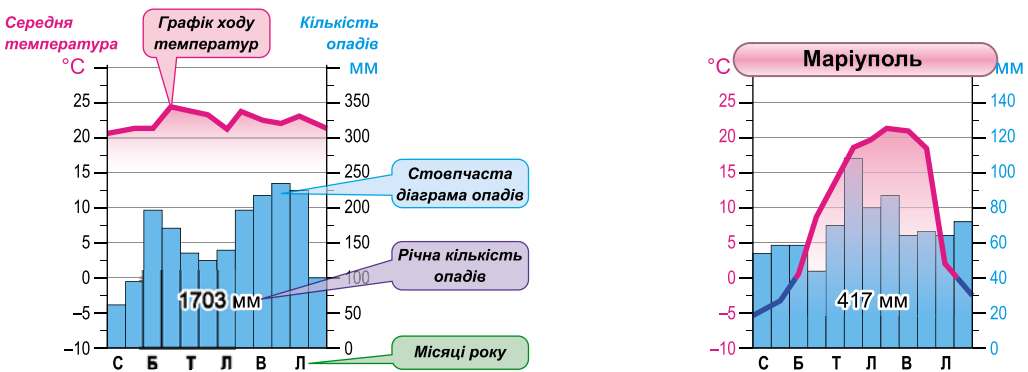 Середня
температура
Графік ходу
температур
Кількість
опадів
°C
мм
25
20
15
10
5
0
–5
–10
350
300
250
200
150
100
50
0
Стовпчаста
діаграма опадів
Річна кількість
опадів
1703 мм
Місяці року
С Б Т Л В Л
Маріуполь
°C
мм
25
20
15
10
5
0
–5
–10
140
120
100
80
60
40
20
0
417 мм
С Б Т Л В Л